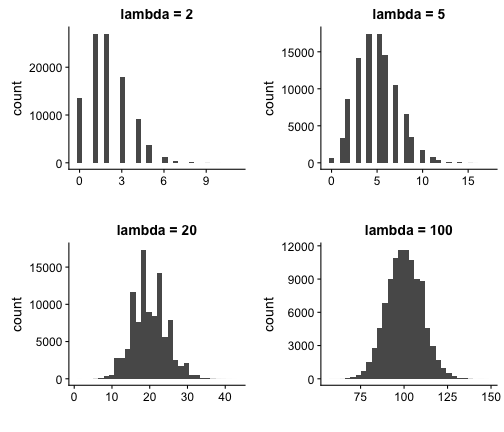 lambda = 2
count
20000
10000
0
0 3 6 9
lambda = 5
count
15000
10000
5000
0
0 5 10 15
lambda = 20
count
15000
10000
5000
0
0 10 20 30 40
lambda = 100
count
12000
9000
6000
3000
0
75 100 125 150